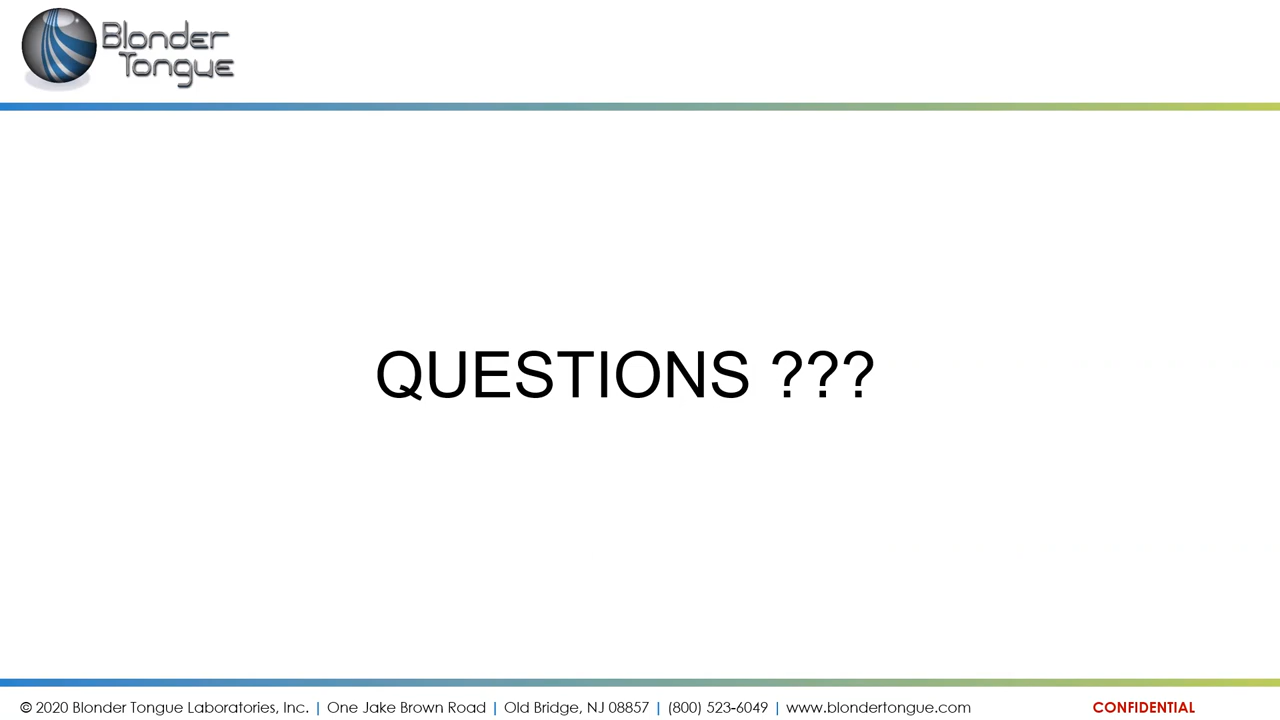 Blonder
Tongue
QUESTIONS ???
© 2020 Blonder Tongue Laboratories, Inc. | One Jake Brown Road | Old Bridge, NJ 08857 | (800) 523-6049 | www.blondertongue.com CONFIDENTIAL